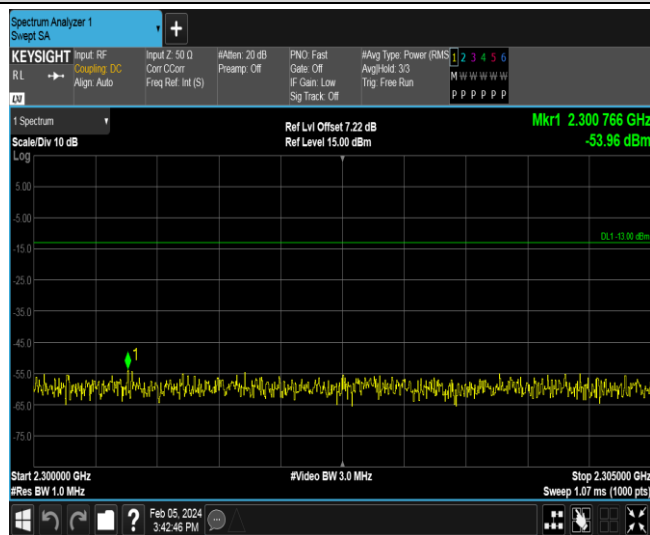 Spectrum Analyzer 1
Swept SA
KEYSIGHT
RL
LXI
Input: RF
Coupling: DC
Align: Auto
Input Z: 50 Ω
Corr CCorr
Freq Ref: Int (S)
#Atten: 20 dB
Preamp: Off
PNO: Fast
Gate: Off
IF Gain: Low
Sig Track: Off
#Avg Type: Power (RMS
Avg|Hold: 3/3
Trig: Free Run
1 2 3 4 5 6
M W W W W W
P P P P P P
1 Spectrum
Scale/Div 10 dB
Ref Lvl Offset 7.22 dB
Ref Level 15.00 dBm
Mkr1 2.300 766 GHz
-53.96 dBm
Log
5.00
-5.00
DL1 -13.00 dBm
-15.0
-25.0
-35.0
-45.0
1
-55.0
-65.0
-75.0
Start 2.300000 GHz
#Res BW 1.0 MHz
#Video BW 3.0 MHz
Stop 2.305000 GHz
Sweep 1.07 ms (1000 pts)
?
Feb 05, 2024
3:42:46 PM